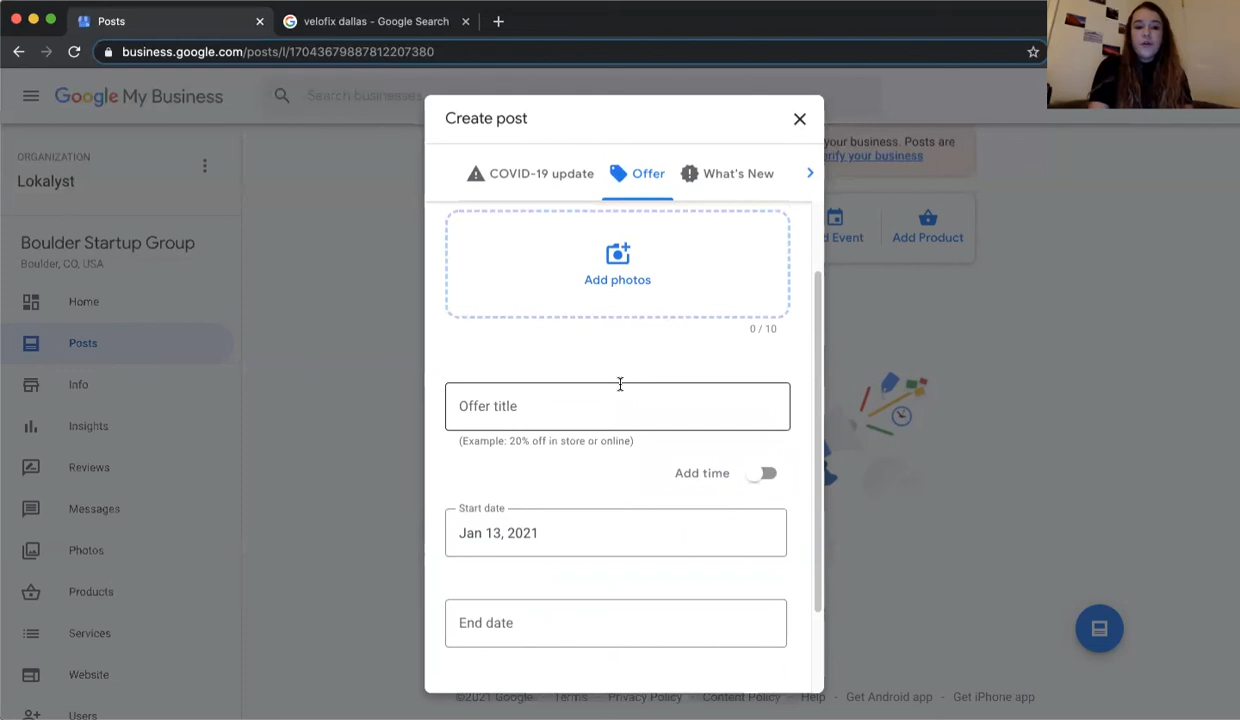 Posts
velofix dallas - Google Search
business.google.com/posts/l/17043679887812207380
Google My Business
Search businesses
ORGANIZATION
Lokalyst
Boulder Startup Group
Boulder, CO, USA
Home
Posts
Info
Insights
Reviews
Messages
Photos
Products
Services
Website
Users
Create post
COVID-19 update
Offer
What's New
Add photos
0 / 10
Offer title
(Example: 20% off in store or online)
Add time
Start date
Jan 13, 2021
End date
your business. Posts are
verify your business
Event
Add Product
©2021 Google - Terms - Privacy Policy - Content Policy - Help - Get Android app - Get iPhone app